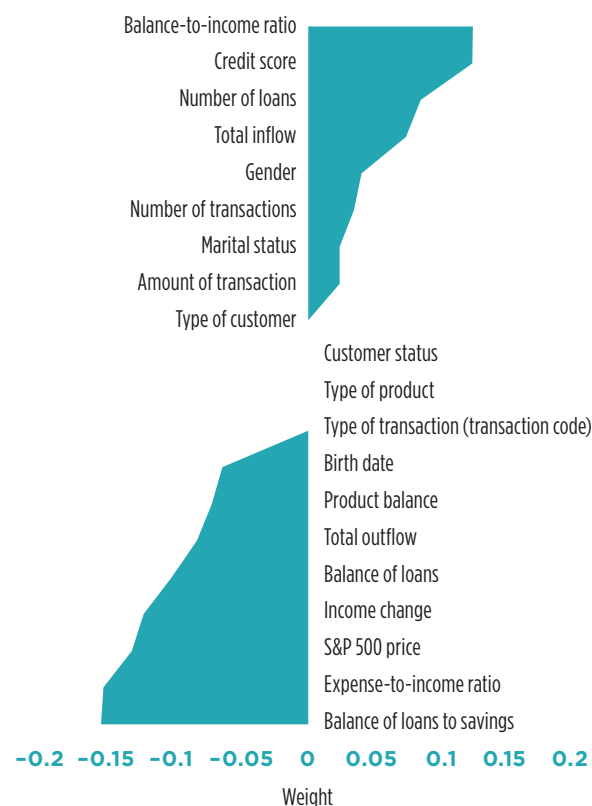 Balance-to-income ratio
Credit score
Number of loans
Total inflow
Gender
Number of transactions
Marital status
Amount of transaction
Type of customer
Customer status
Type of product
Type of transaction (transaction code)
Birth date
Product balance
Total outflow
Balance of loans
Income change
S&P 500 price
Expense-to-income ratio
Balance of loans to savings
-0.2 -0.15 -0.1 -0.05 0 0.05 0.1 0.15 0.2
Weight